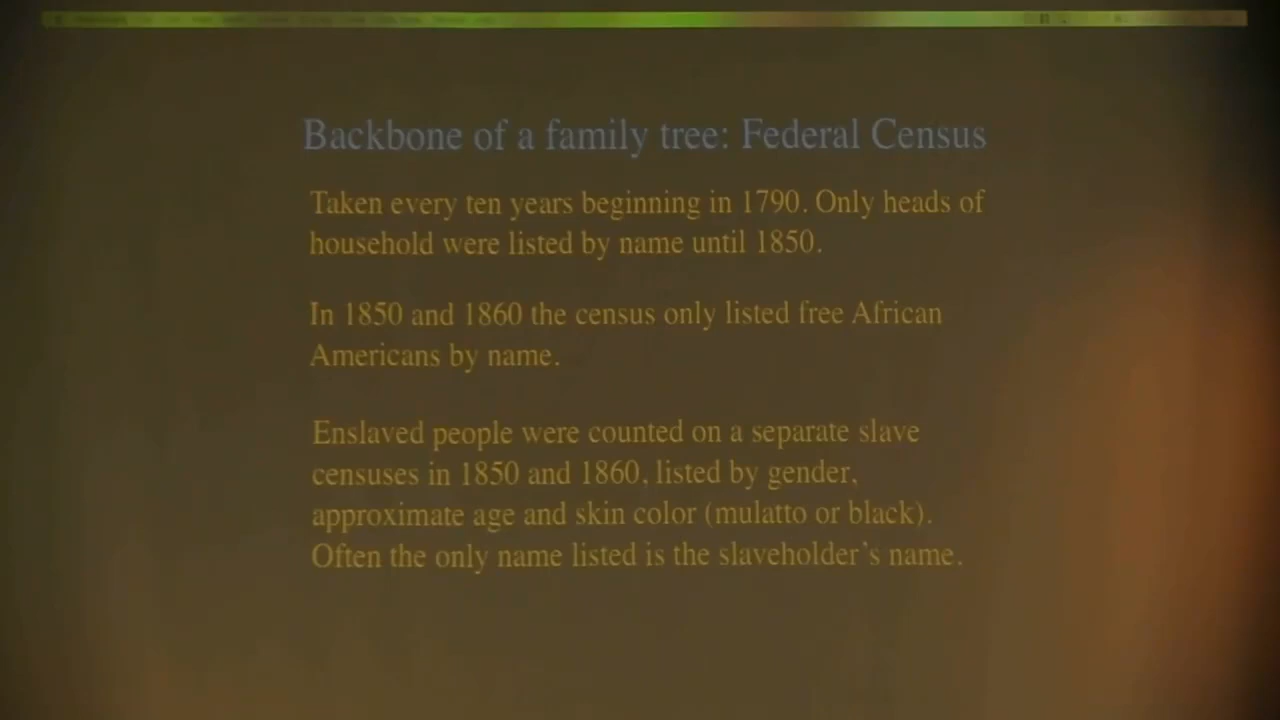 Backbone of a family tree: Federal Census
Taken every ten years beginning in 1790. Only heads of
household were listed by name until 1850.
In 1850 and 1860 the census only listed free African
Americans by name.
Enslaved people were counted on a separate slave
censuses in 1850 and 1860, listed by gender,
approximate age and skin color (mulatto or black).
Often the only name listed is the slaveholder's name.